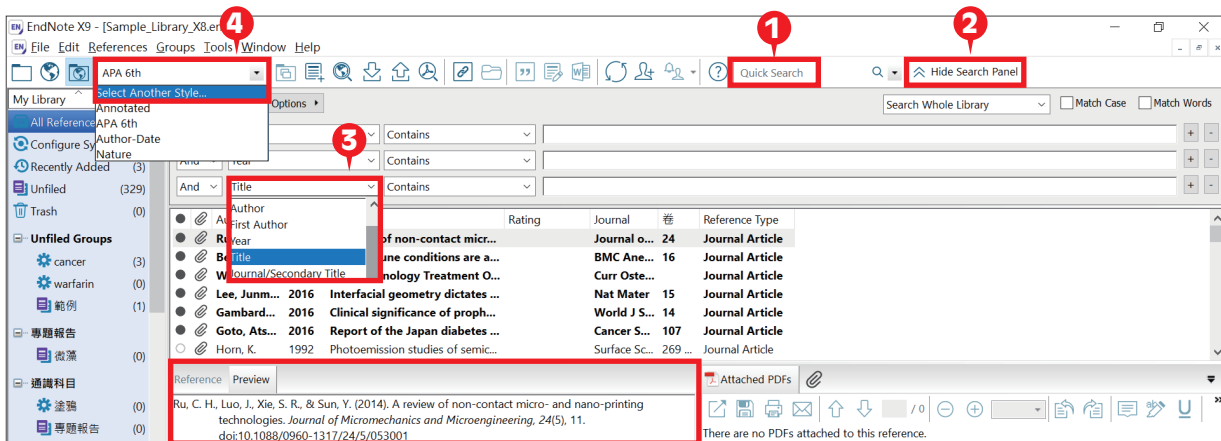 EndNote X9 - [Sample_Library_X8.en
4
1
2
File Edit References Groups Tools Window Help
APA 6th
Quick Search
Hide Search Panel
My Library
Select Another Style...
Annotated
APA 6th
Author-Date
Nature
Options
Search Whole Library
Match Case
Match Words
All Reference
Configure Sy
Recently Added (3)
Unfiled (329)
Trash (0)
3
Contains
+ -
And Year Contains
+ -
And Title Contains
+ -
Author
First Author
Year
Title
Journal/Secondary Title
Au Rating Journal 卷 Reference Type
Ru of non-contact micr... Journal o... 24 Journal Article
Be une conditions are a... BMC Ane... 16 Journal Article
W nology Treatment O... Curr Oste... Journal Article
Lee, Junm... 2016 Interfacial geometry dictates ... Nat Mater 15 Journal Article
Gambard... 2016 Clinical significance of proph... World J S... 14 Journal Article
Goto, Ats... 2016 Report of the Japan diabetes ... Cancer S... 107 Journal Article
Horn, K. 1992 Photoemission studies of semic... Surface Sc... 269 ... Journal Article
Unfiled Groups
cancer (3)
warfarin (0)
範例 (1)
專題報告
微藻 (0)
通識科目
塗鴉 (0)
專題報告 (0)
Reference Preview
Ru, C. H., Luo, J., Xie, S. R., & Sun, Y. (2014). A review of non-contact micro- and nano-printing
technologies. Journal of Micromechanics and Microengineering, 24(5), 11.
doi:10.1088/0960-1317/24/5/053001
Attached PDFs
/ 0
There are no PDFs attached to this reference.